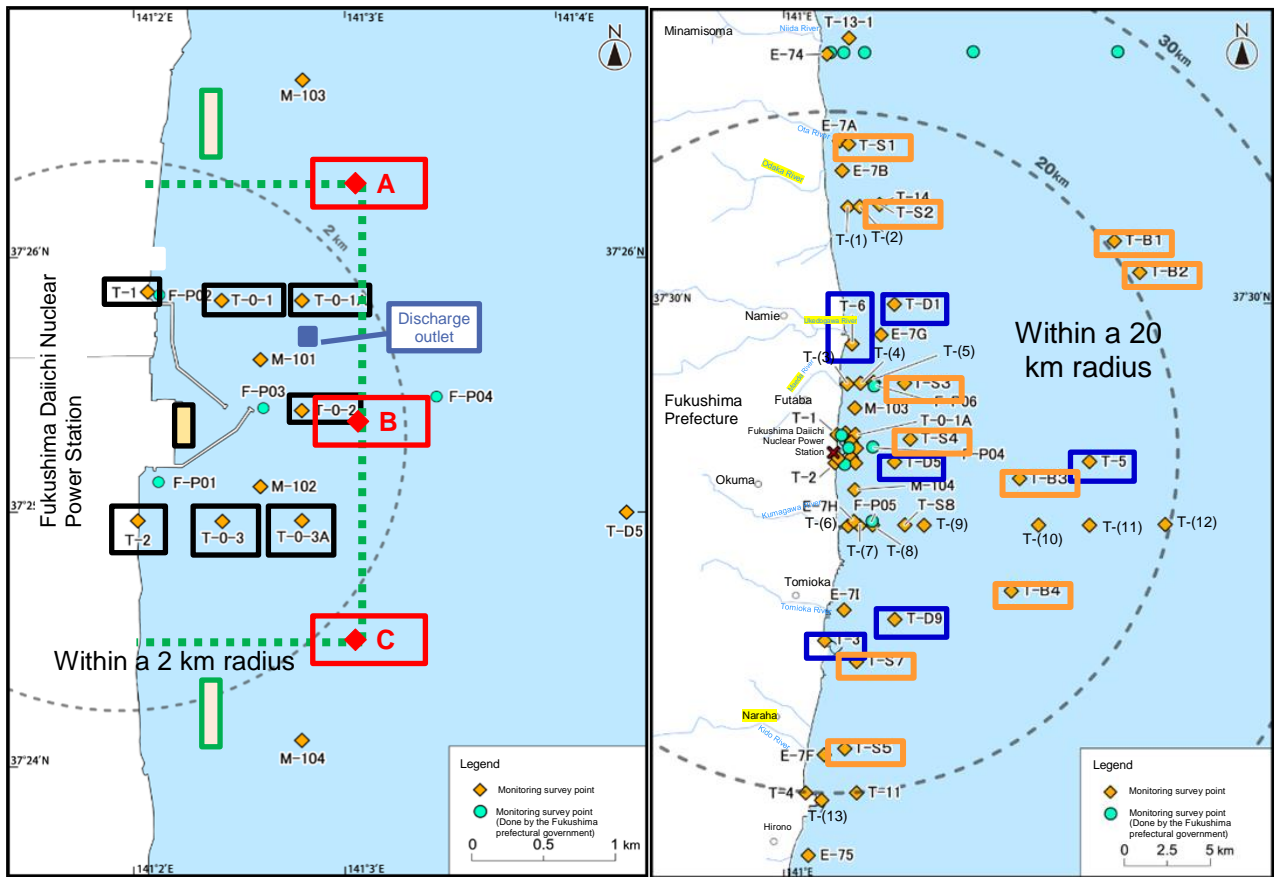 141°2'E
141°3'E
141°4'E
N
M-103
A
2 km
37°26'N
37°26'N
T-1
F-P02
T-0-1
T-0-1A
Discharge
outlet
M-101
F-P03
F-P04
T-0-2
B
Fukushima Daiichi Nuclear
Power Station
F-P01
M-102
T-2
T-0-3
T-0-3A
T-D5
C
Within a 2 km radius
M-104
37°24'N
Legend
Monitoring survey point
Monitoring survey point
(Done by the Fukushima
prefectural government)
0 0.5 1 km
141°2'E
141°3'E
141°E
T-13-1
Niida River
Minamisoma
E-74
30km
N
E-7A
Ota River
T-S1
20km
E-7B
Odaka River
T-14
T-S2
T-(1)
T-(2)
T-B1
T-B2
37°30'N
37°30'N
T-6
T-D1
Namie
Ukedogawa River
E-7G
Within a 20
km radius
T-(3)
T-(4)
T-(5)
T-S3
Futaba
F-P06
Fukushima
Prefecture
M-103
T-1
T-0-1A
Fukushima Daiichi
Nuclear Power
Station
T-S4
F-P04
T-2
T-D5
T-5
T-B3
Okuma
M-104
Kumagawa River
E-7H
F-P05
T-S8
T-(6)
T-(7)
T-(8)
T-(9)
T-(10)
T-(11)
T-(12)
Tomioka
E-7I
T-B4
Tomioka River
T-D9
T-3
T-S7
Naraha
Kido River
E-7F
T-S5
T-4
T-11
T-(13)
Hirono
E-75
141°E
Legend
Monitoring survey point
Monitoring survey point
(Done by the Fukushima
prefectural government)
0 2.5 5 km